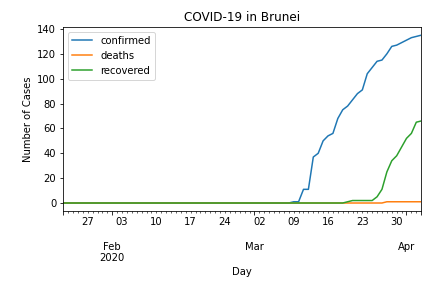 COVID-19 in Brunei
confirmed
deaths
recovered
Number of Cases
140
120
100
80
60
40
20
0
27 03 10 17 24 02 09 16 23 30
Feb Mar Apr
2020
Day